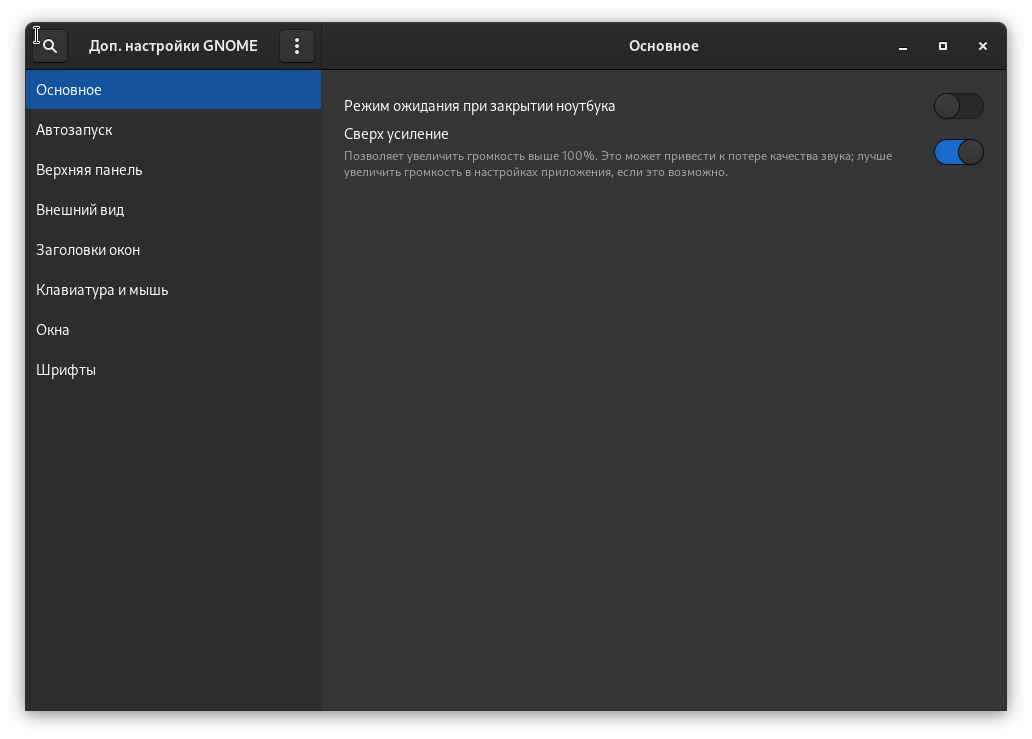 Доп. настройки GNOME
Основное
Основное
Автозапуск
Верхняя панель
Внешний вид
Заголовки окон
Клавиатура и мышь
Окна
Шрифты
Режим ожидания при закрытии ноутбука
Сверх усиление
Позволяет увеличить громкость выше 100%. Это может привести к потере качества звука; лучше
увеличить громкость в настройках приложения, если это возможно.